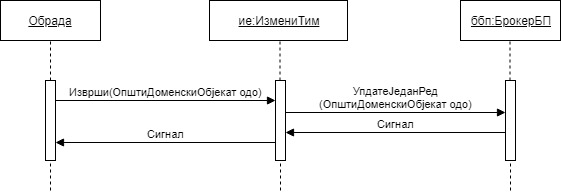 Обрада
ие:ИзмениТим
ббп:БрокерБП
Изврши(ОпштиДоменскиОбјекат одо)
УпдатеЈеданРед
(ОпштиДоменскиОбјекат одо)
Сигнал
Сигнал